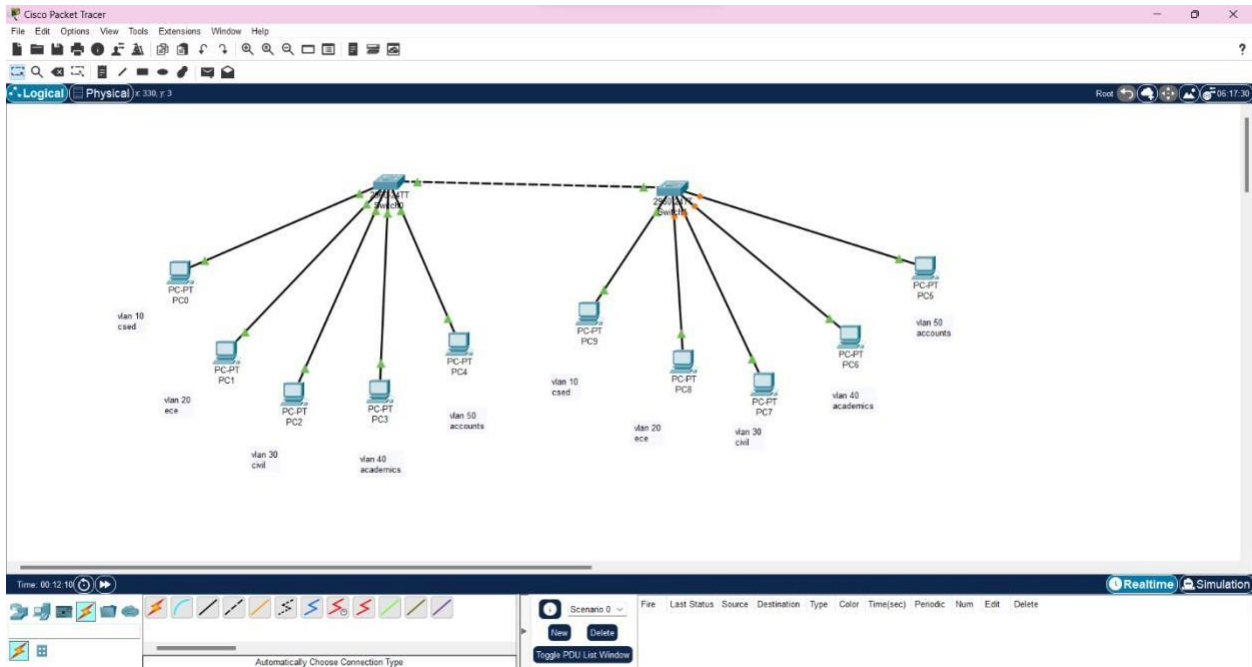 Cisco Packet Tracer
File Edit Options View Tools Extensions Window Help
?
Logical Physical x: 330, y: 3
Root 06:17:30
2960-24TT
Switch0
PC-PT
PC0
vlan 10
csed
PC-PT
PC1
vlan 20
ece
PC-PT
PC2
vlan 30
civil
PC-PT
PC3
vlan 40
academics
PC-PT
PC4
vlan 50
accounts
2960-24TT
PC-PT
PC9
vlan 10
csed
PC-PT
PC8
vlan 20
ece
PC-PT
PC7
vlan 30
civil
PC-PT
PC6
vlan 40
academics
PC-PT
PC5
vlan 50
accounts
Time: 00:12:10
Realtime Simulation
Scenario 0
New Delete
Toggle PDU List Window
Fire Last Status Source Destination Type Color Time(sec) Periodic Num Edit Delete
Automatically Choose Connection Type